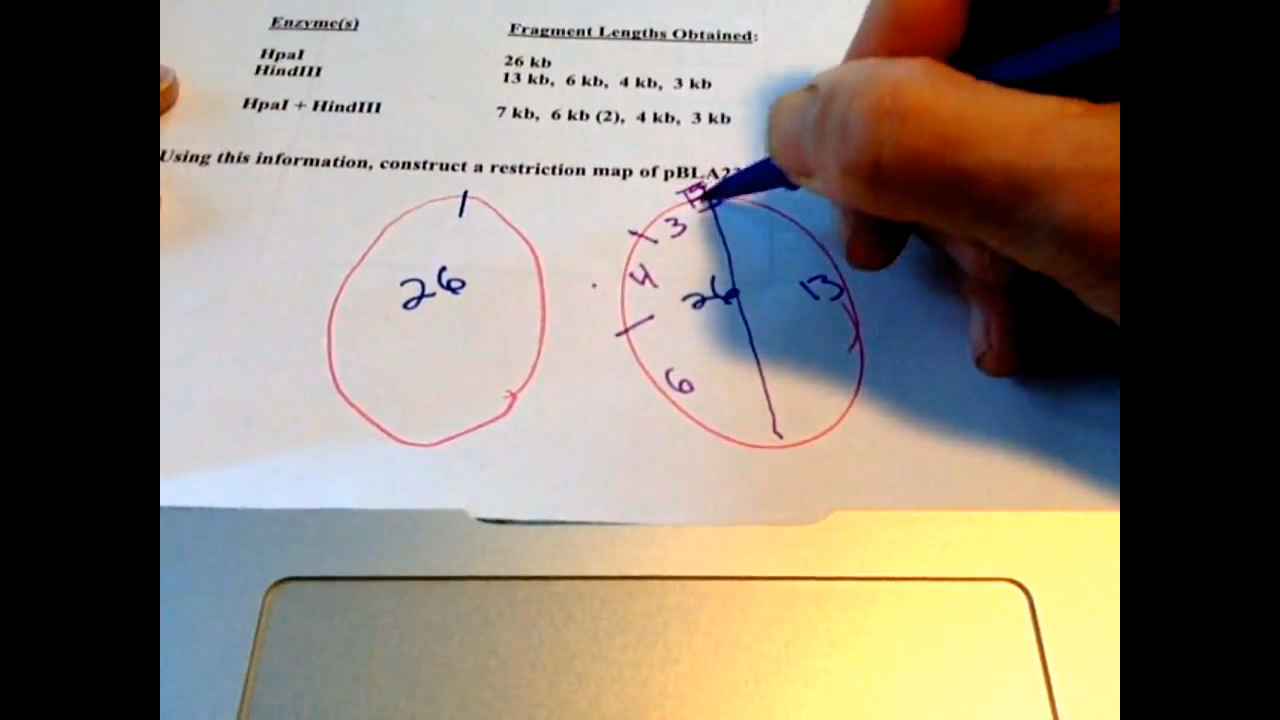 Enzyme(s) Fragment Lengths Obtained:
HpaI 26 kb
HindIII 13 kb, 6 kb, 4 kb, 3 kb
HpaI + HindIII 7 kb, 6 kb (2), 4 kb, 3 kb
Using this information, construct a restriction map of
3
4
26
26
13
6